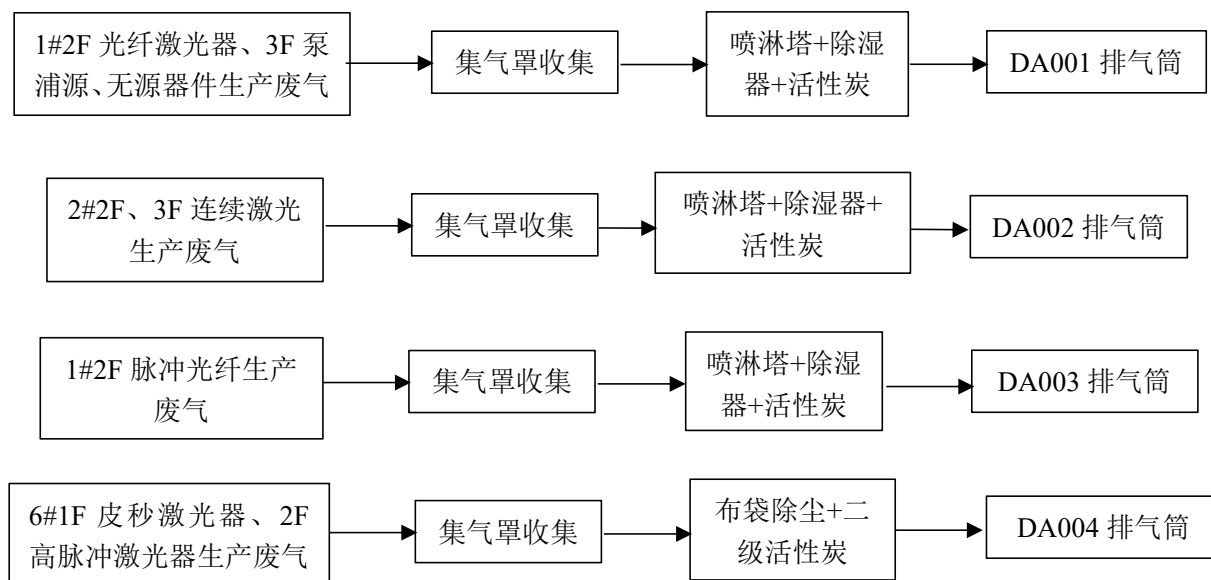 1#2F 光纤激光器、3F 泵
浦源、无源器件生产废气
集气罩收集
喷淋塔+除湿
器+活性炭
DA001 排气筒
2#2F、3F 连续激光
生产废气
集气罩收集
喷淋塔+除湿器+
活性炭
DA002 排气筒
1#2F 脉冲光纤生产
废气
集气罩收集
喷淋塔+除湿
器+活性炭
DA003 排气筒
6#1F 皮秒激光器、2F
高脉冲激光器生产废气
集气罩收集
布袋除尘+二
级活性炭
DA004 排气筒